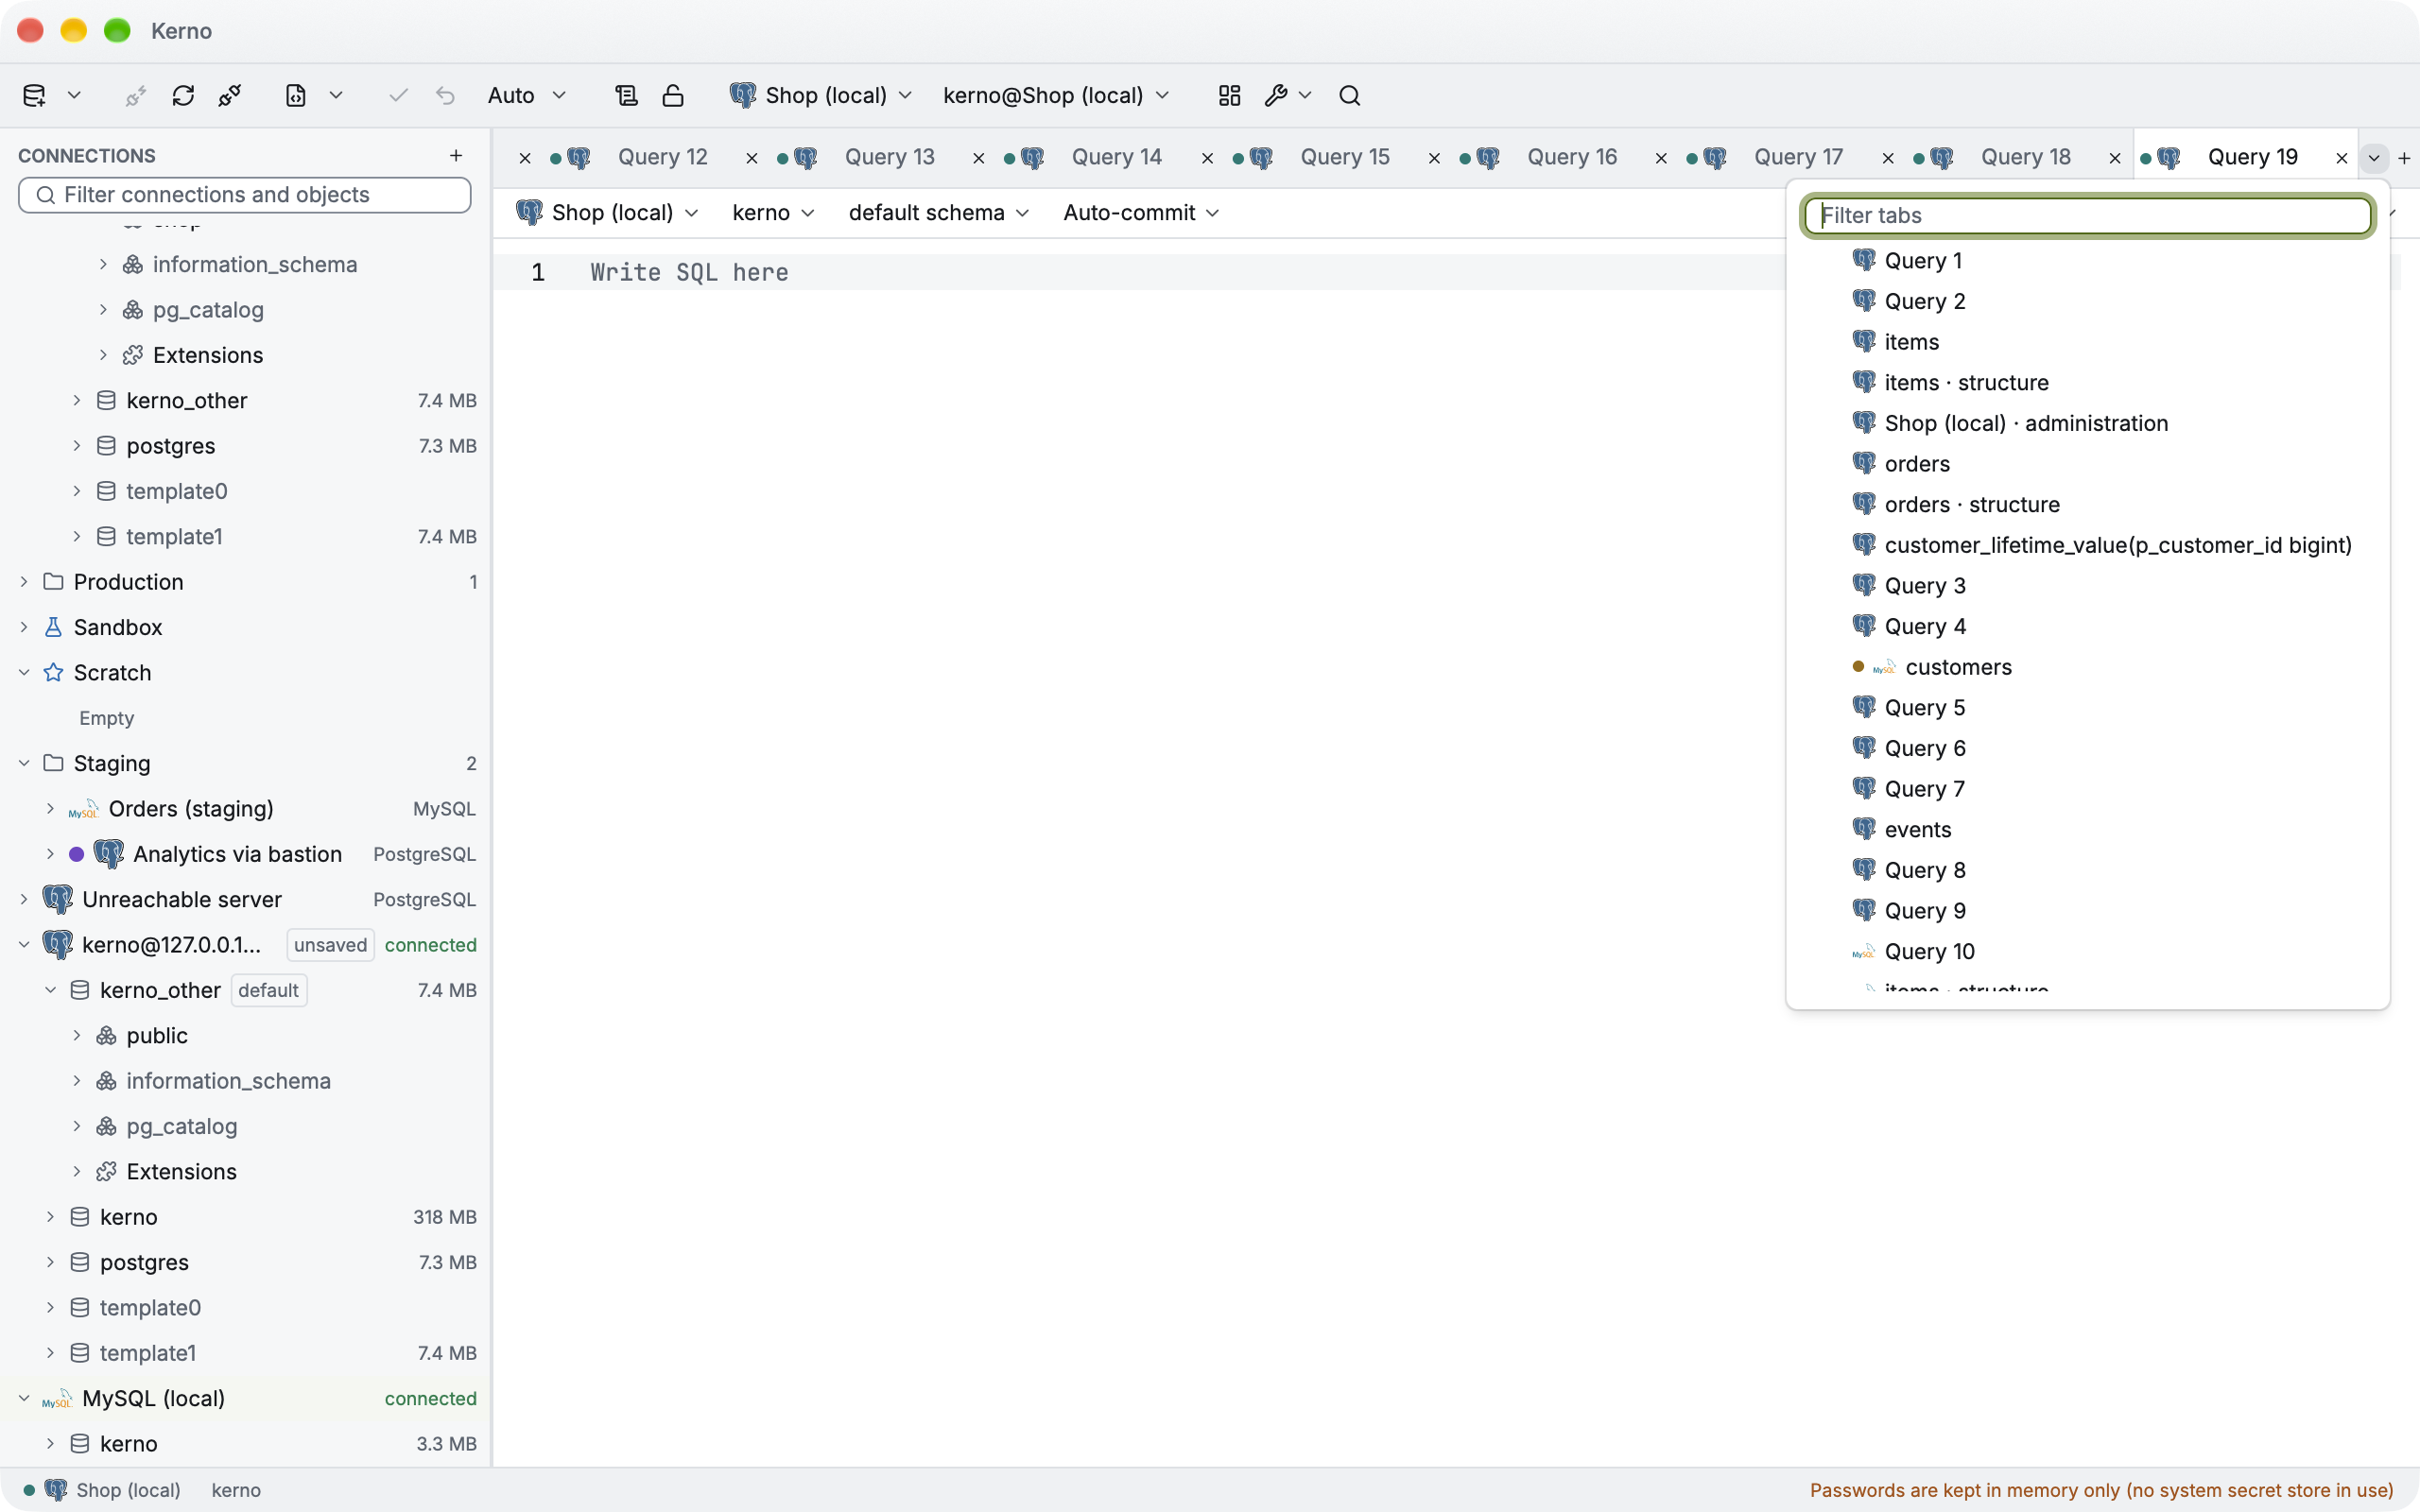 Kerno
Auto
Shop (local)
kerno@Shop (local)
CONNECTIONS
Filter connections and objects
information_schema
pg_catalog
Extensions
kerno_other 7.4 MB
postgres 7.3 MB
template0
template1 7.4 MB
Production 1
Sandbox
Scratch
Empty
Staging 2
MySQL Orders (staging) MySQL
Analytics via bastion PostgreSQL
Unreachable server PostgreSQL
kerno@127.0.0.1... unsaved connected
kerno_other default 7.4 MB
public
information_schema
pg_catalog
Extensions
kerno 318 MB
postgres 7.3 MB
template0
template1 7.4 MB
MySQL MySQL (local) connected
kerno 3.3 MB
Query 12
Query 13
Query 14
Query 15
Query 16
Query 17
Query 18
Query 19
Shop (local)
kerno
default schema
Auto-commit
1 Write SQL here
Filter tabs
Query 1
Query 2
items
items · structure
Shop (local) · administration
orders
orders · structure
customer_lifetime_value(p_customer_id bigint)
Query 3
Query 4
MySQL customers
Query 5
Query 6
Query 7
events
Query 8
Query 9
MySQL Query 10
items · structure
Shop (local) kerno
Passwords are kept in memory only (no system secret store in use)